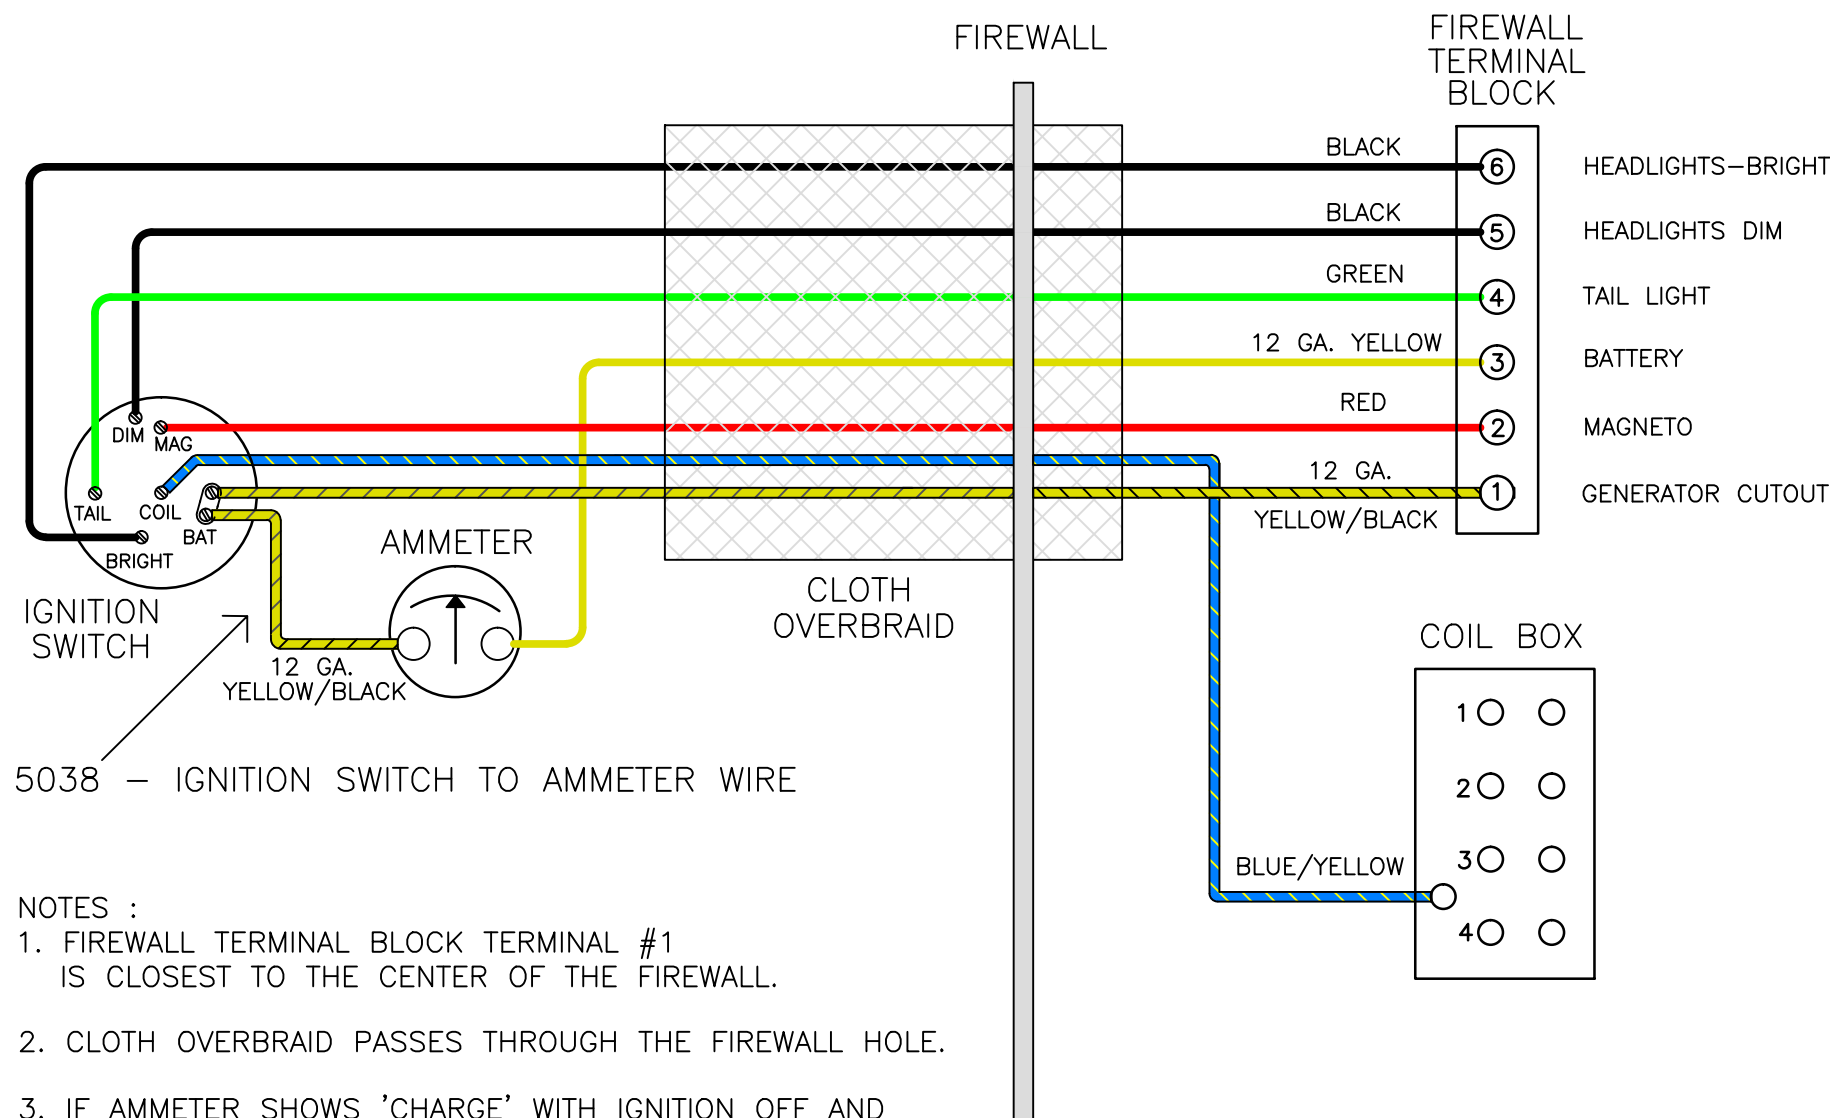 FIREWALL
FIREWALL
TERMINAL
BLOCK
BLACK
6
HEADLIGHTS-BRIGHT
BLACK
5
HEADLIGHTS DIM
GREEN
4
TAIL LIGHT
12 GA. YELLOW
3
BATTERY
RED
2
MAGNETO
12 GA.
YELLOW/BLACK
1
GENERATOR CUTOUT
DIM
MAG
TAIL
COIL
BAT
BRIGHT
IGNITION
SWITCH
AMMETER
12 GA.
YELLOW/BLACK
CLOTH
OVERBRAID
5038 - IGNITION SWITCH TO AMMETER WIRE
COIL BOX
1
2
3
4
BLUE/YELLOW
NOTES :
1. FIREWALL TERMINAL BLOCK TERMINAL #1
IS CLOSEST TO THE CENTER OF THE FIREWALL.
2. CLOTH OVERBRAID PASSES THROUGH THE FIREWALL HOLE.
3. IF AMMETER SHOWS 'CHARGE' WITH IGNITION OFF AND